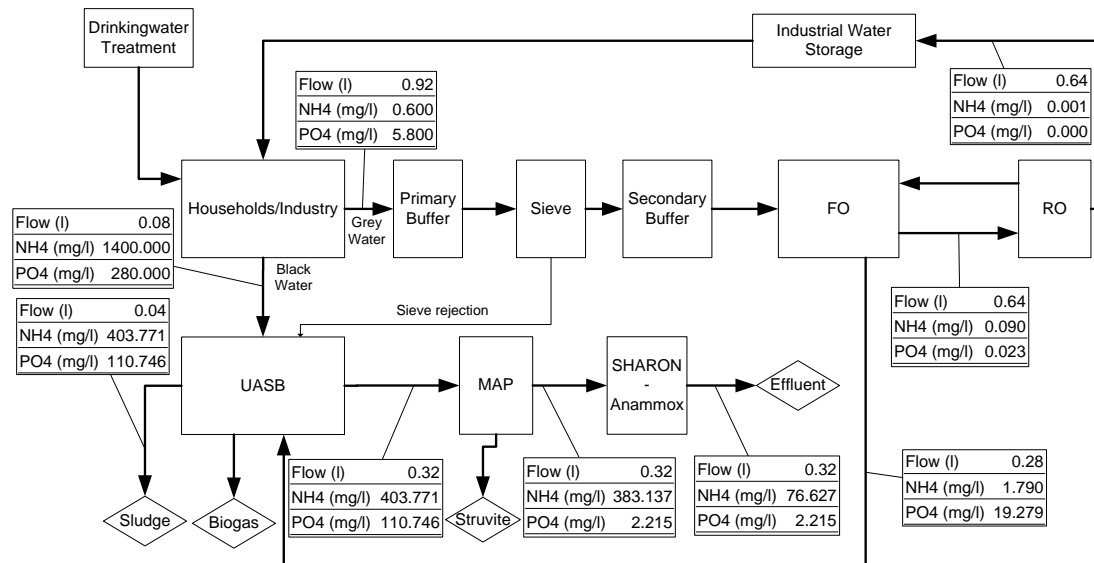 Drinkingwater
Treatment
Industrial Water
Storage
Flow (l) 0.64
NH4 (mg/l) 0.001
PO4 (mg/l) 0.000
Flow (l) 0.92
NH4 (mg/l) 0.600
PO4 (mg/l) 5.800
Households/Industry
Grey
Water
Primary
Buffer
Sieve
Secondary
Buffer
FO
RO
Flow (l) 0.08
NH4 (mg/l) 1400.000
PO4 (mg/l) 280.000
Black
Water
Flow (l) 0.04
NH4 (mg/l) 403.771
PO4 (mg/l) 110.746
Sieve rejection
Flow (l) 0.64
NH4 (mg/l) 0.090
PO4 (mg/l) 0.023
UASB
MAP
SHARON
-
Anammox
Effluent
Flow (l) 0.32
NH4 (mg/l) 403.771
PO4 (mg/l) 110.746
Flow (l) 0.32
NH4 (mg/l) 383.137
PO4 (mg/l) 2.215
Flow (l) 0.32
NH4 (mg/l) 76.627
PO4 (mg/l) 2.215
Flow (l) 0.28
NH4 (mg/l) 1.790
PO4 (mg/l) 19.279
Sludge
Biogas
Struvite